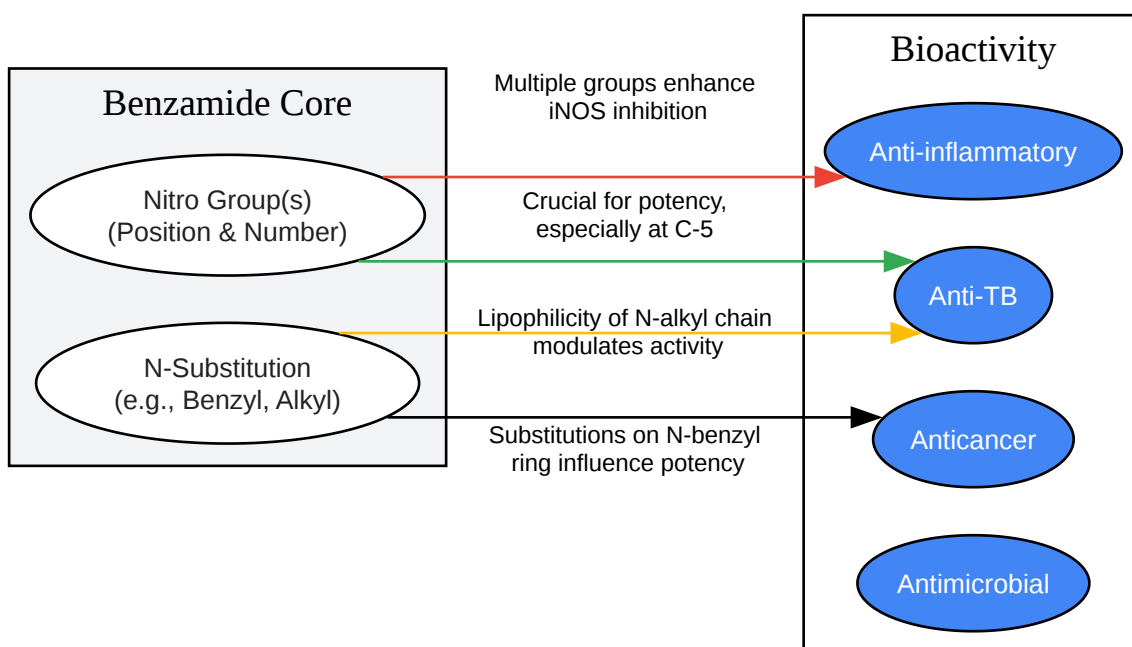 Benzamide Core
Nitro Group(s)
(Position & Number)
N-Substitution
(e.g., Benzyl, Alkyl)
Multiple groups enhance
iNOS inhibition
Crucial for potency,
especially at C-5
Lipophilicity of N-alkyl chain
modulates activity
Substitutions on N-benzyl
ring influence potency
Bioactivity
Anti-inflammatory
Anti-TB
Anticancer
Antimicrobial